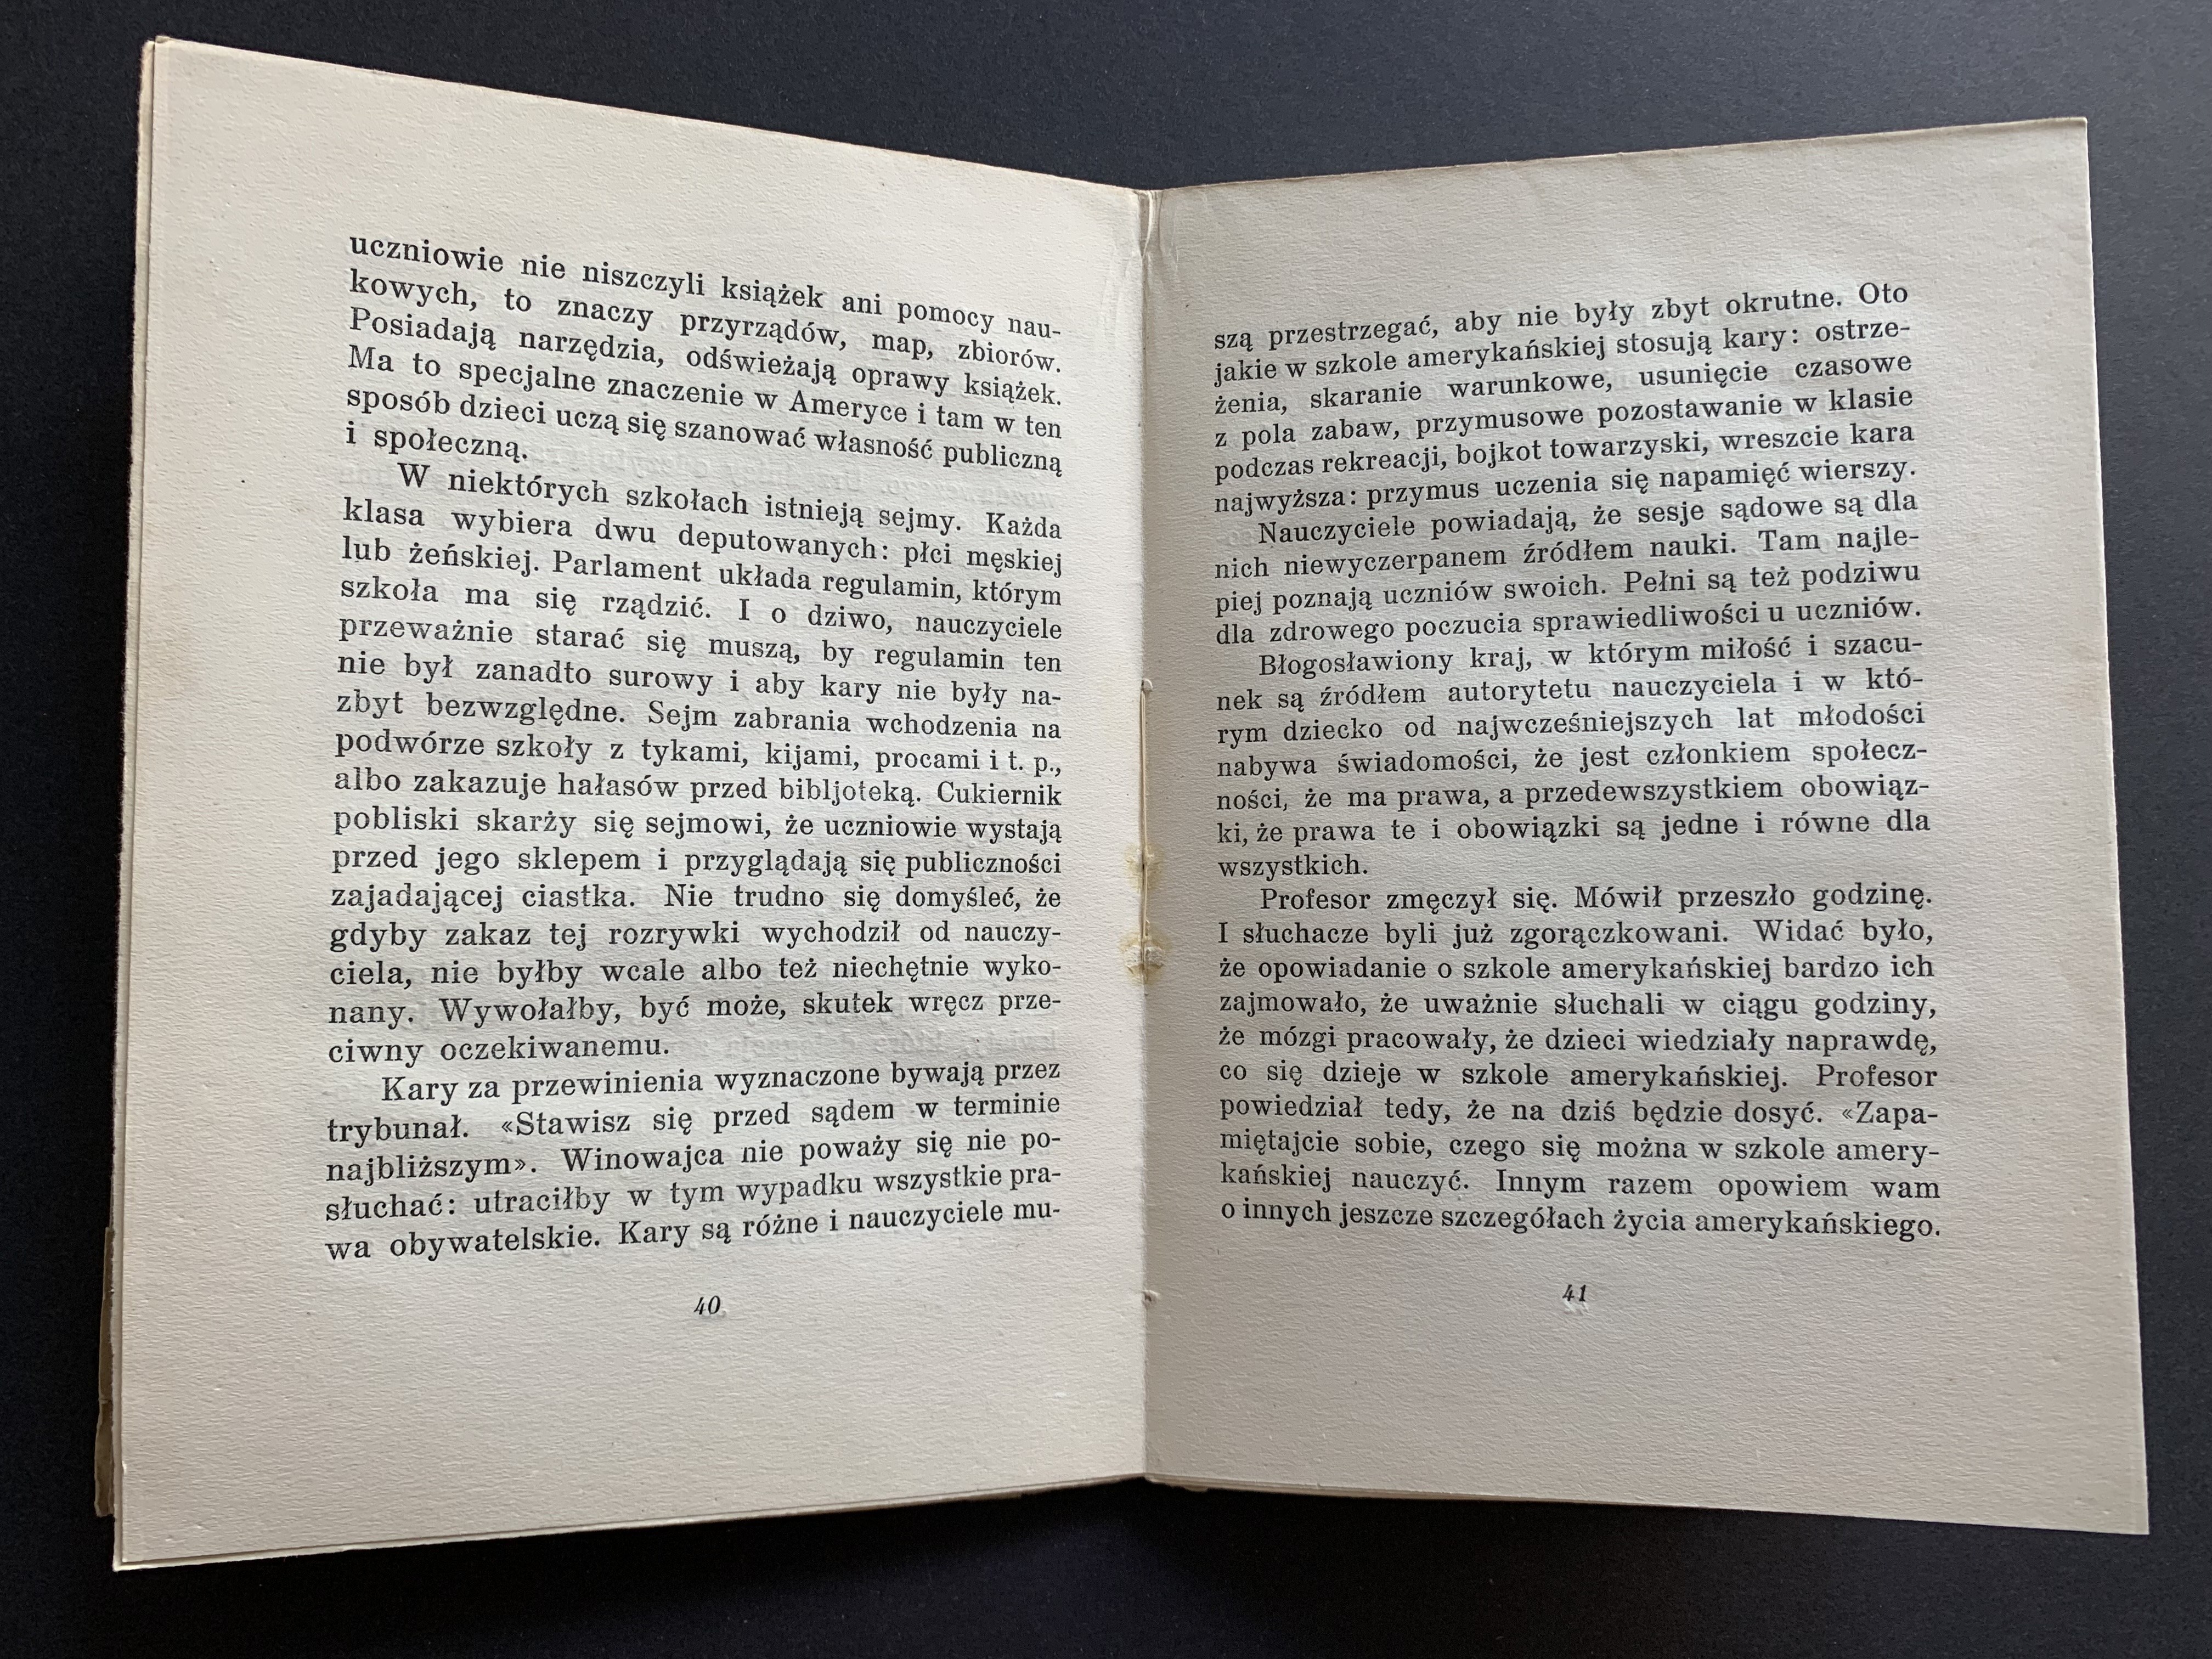 uczniowie nie niszczyli książek ani pomocy nau-
kowych, to znaczy przyrządów, map, zbiorów.
Posiadają narzędzia, odświeżają oprawy książek.
Ma to specjalne znaczenie w Ameryce i tam w ten
sposób dzieci uczą się szanować własność publiczną
i społeczną.
W niektórych szkołach istnieją sejmy. Każda
klasa wybiera dwu deputowanych: płci męskiej
lub żeńskiej. Parlament układa regulamin, którym
szkoła ma się rządzić. I o dziwo, nauczyciele
przeważnie starać się muszą, by regulamin ten
nie był zanadto surowy i aby kary nie były na-
zbyt bezwzględne. Sejm zabrania wchodzenia na
podwórze szkoły z tykami, kijami, procami i t. p.,
albo zakazuje hałasów przed bibljoteką. Cukiernik
pobliski skarży się sejmowi, że uczniowie wystają
przed jego sklepem i przyglądają się publiczności
zajadającej ciastka. Nie trudno się domyśleć, że
gdyby zakaz tej rozrywki wychodził od nauczy-
ciela, nie byłby wcale albo też niechętnie wyko-
nany. Wywołałby, być może, skutek wręcz prze-
ciwny oczekiwanemu.
Kary za przewinienia wyznaczone bywają przez
trybunał. «Stawisz się przed sądem w terminie
najbliższym». Winowajca nie poważy się nie po-
słuchać: utraciłby w tym wypadku wszystkie pra-
wa obywatelskie. Kary są różne i nauczyciele mu-
40
szą przestrzegać, aby nie były zbyt okrutne. Oto
jakie w szkole amerykańskiej stosują kary: ostrze-
żenia, skaranie warunkowe, usunięcie czasowe
z pola zabaw, przymusowe pozostawanie w klasie
podczas rekreacji, bojkot towarzyski, wreszcie kara
najwyższa: przymus uczenia się napamięć wierszy.
Nauczyciele powiadają, że sesje sądowe są dla
nich niewyczerpanem źródłem nauki. Tam najle-
piej poznają uczniów swoich. Pełni są też podziwu
dla zdrowego poczucia sprawiedliwości u uczniów.
Błogosławiony kraj, w którym miłość i szacu-
nek są źródłem autorytetu nauczyciela i w któ-
rym dziecko od najwcześniejszych lat młodości
nabywa świadomości, że jest członkiem społecz-
ności, że ma prawa, a przedewszystkiem obowiąz-
ki, że prawa te i obowiązki są jedne i równe dla
wszystkich.
Profesor zmęczył się. Mówił przeszło godzinę.
I słuchacze byli już zgorączkowani. Widać było,
że opowiadanie o szkole amerykańskiej bardzo ich
zajmowało, że uważnie słuchali w ciągu godziny,
że mózgi pracowały, że dzieci wiedziały naprawdę,
co się dzieje w szkole amerykańskiej. Profesor
powiedział tedy, że na dziś będzie dosyć. «Zapa-
miętajcie sobie, czego się można w szkole amery-
kańskiej nauczyć. Innym razem opowiem wam
o innych jeszcze szczegółach życia amerykańskiego.
41